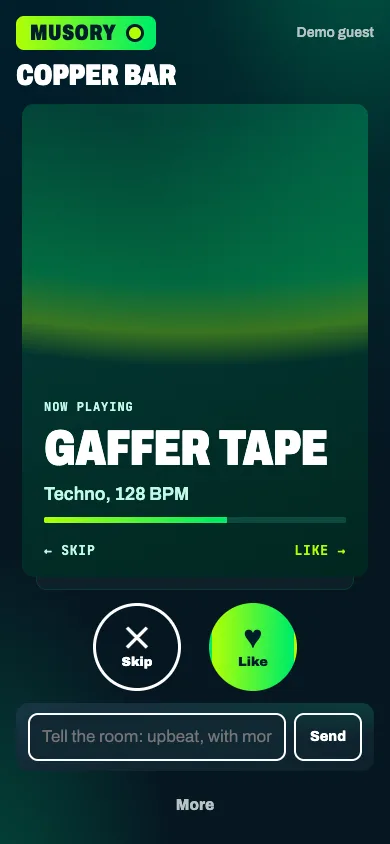 MUSORY
Demo guest
COPPER BAR
NOW PLAYING
GAFFER TAPE
Techno, 128 BPM
← SKIP
LIKE →
Skip
Like
Tell the room: upbeat, with mor
Send
More